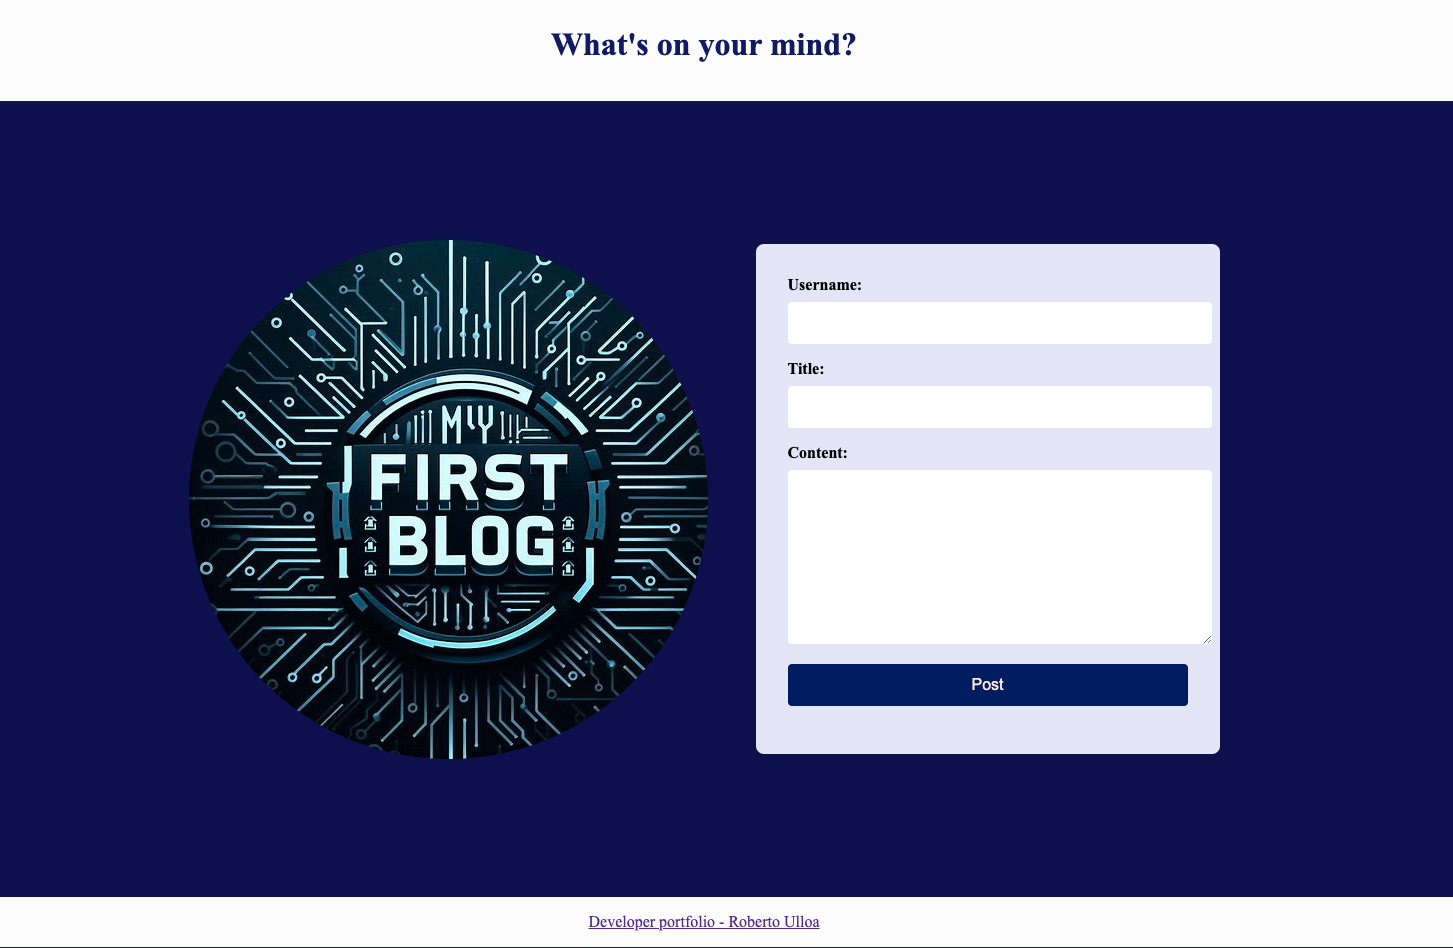 What's on your mind?
MY
FIRST
BLOG
Username:
Title:
Content:
Post
Developer portfolio - Roberto Ulloa